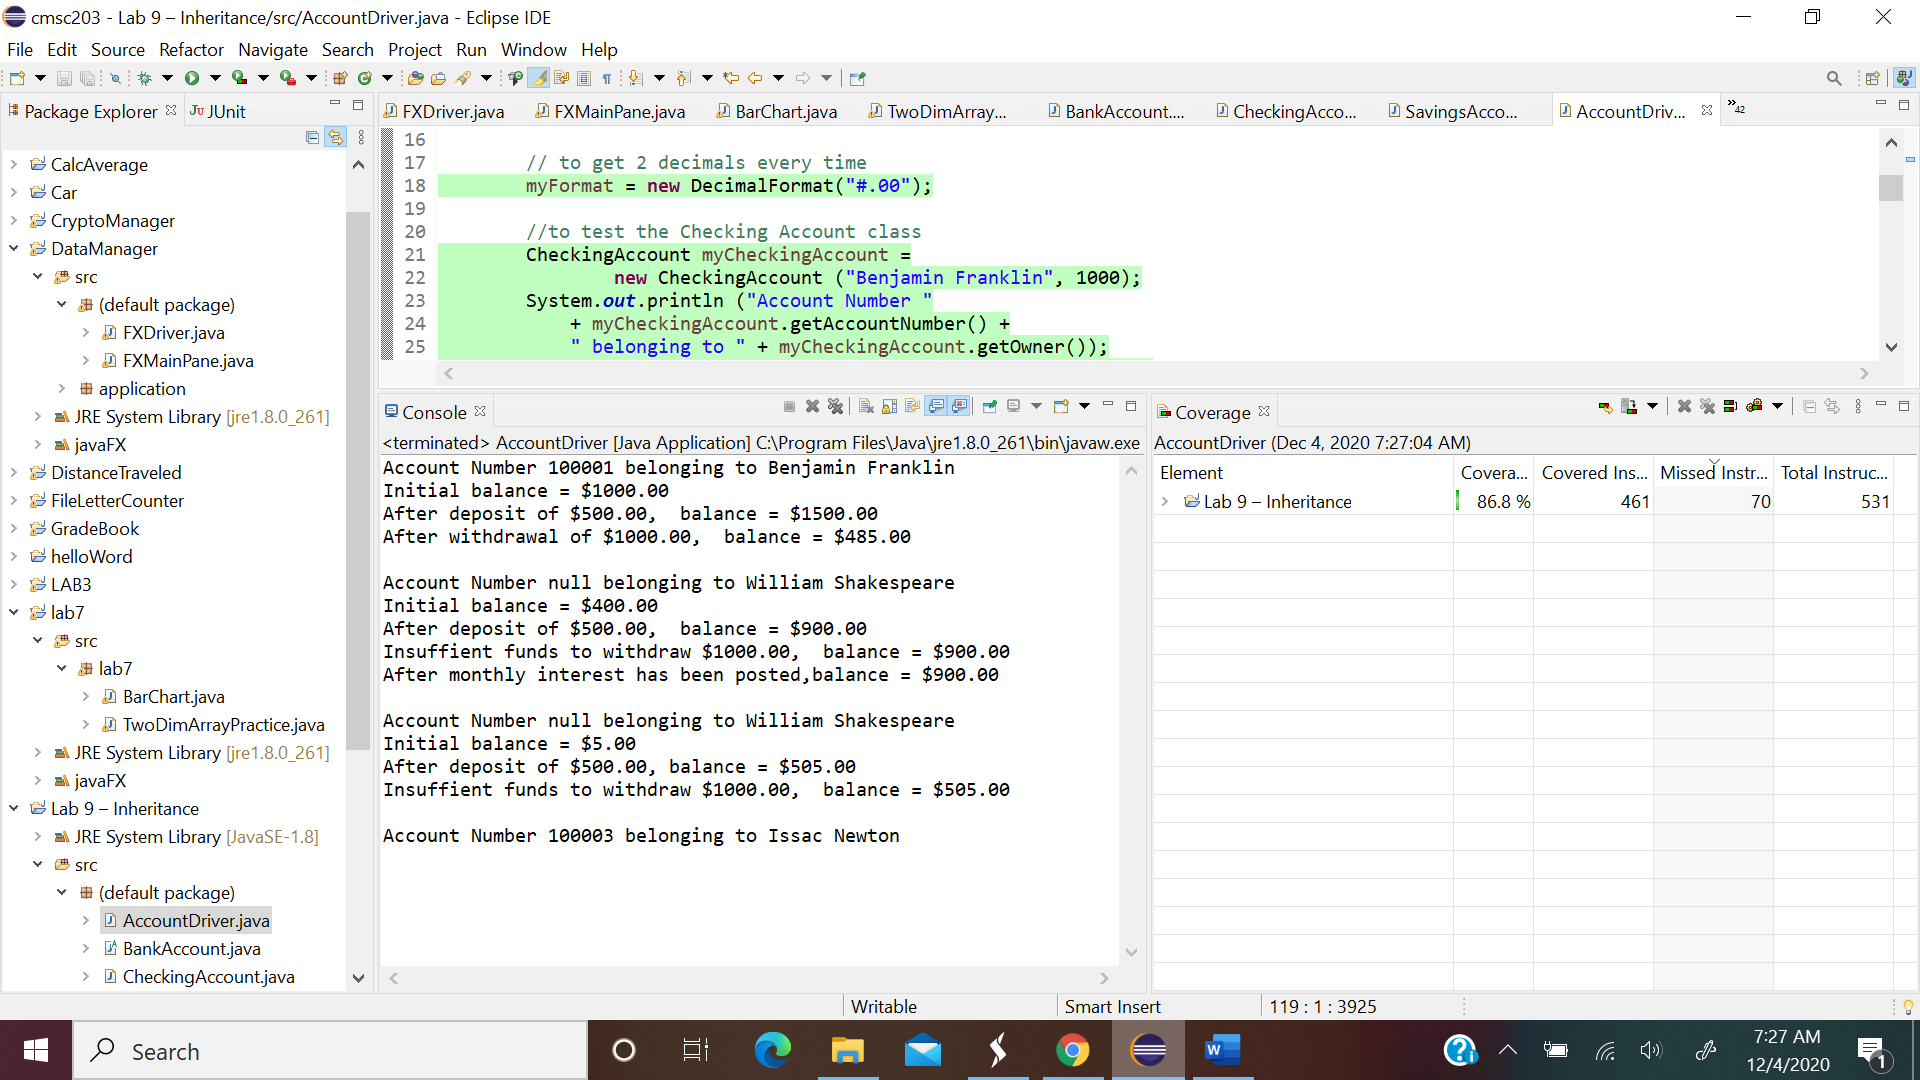 cmsc203 - Lab 9 – Inheritance/src/AccountDriver.java - Eclipse IDE
File Edit Source Refactor Navigate Search Project Run Window Help
Package Explorer
JUnit
CalcAverage
Car
CryptoManager
DataManager
src
(default package)
FXDriver.java
FXMainPane.java
application
JRE System Library [jre1.8.0_261]
javaFX
DistanceTraveled
FileLetterCounter
GradeBook
helloWord
LAB3
lab7
src
lab7
BarChart.java
TwoDimArrayPractice.java
JRE System Library [jre1.8.0_261]
javaFX
Lab 9 – Inheritance
JRE System Library [JavaSE-1.8]
src
(default package)
AccountDriver.java
BankAccount.java
CheckingAccount.java
FXDriver.java FXMainPane.java BarChart.java TwoDimArray... BankAccount.... CheckingAcco... SavingsAcco... AccountDriv... »42
16
17 // to get 2 decimals every time
18 myFormat = new DecimalFormat("#.00");
19
20 //to test the Checking Account class
21 CheckingAccount myCheckingAccount =
22 new CheckingAccount ("Benjamin Franklin", 1000);
23 System.out.println ("Account Number "
24 + myCheckingAccount.getAccountNumber() +
25 " belonging to " + myCheckingAccount.getOwner());
Console
<terminated> AccountDriver [Java Application] C:\Program Files\Java\jre1.8.0_261\bin\javaw.exe
Account Number 100001 belonging to Benjamin Franklin
Initial balance = $1000.00
After deposit of $500.00,  balance = $1500.00
After withdrawal of $1000.00,  balance = $485.00
Account Number null belonging to William Shakespeare
Initial balance = $400.00
After deposit of $500.00,  balance = $900.00
Insuffient funds to withdraw $1000.00,  balance = $900.00
After monthly interest has been posted,balance = $900.00
Account Number null belonging to William Shakespeare
Initial balance = $5.00
After deposit of $500.00, balance = $505.00
Insuffient funds to withdraw $1000.00,  balance = $505.00
Account Number 100003 belonging to Issac Newton
Coverage
AccountDriver (Dec 4, 2020 7:27:04 AM)
Element Covera... Covered Ins... Missed Instr... Total Instruc...
Lab 9 – Inheritance 86.8 % 461 70 531
Writable Smart Insert 119 : 1 : 3925
Search
7:27 AM
12/4/2020
1